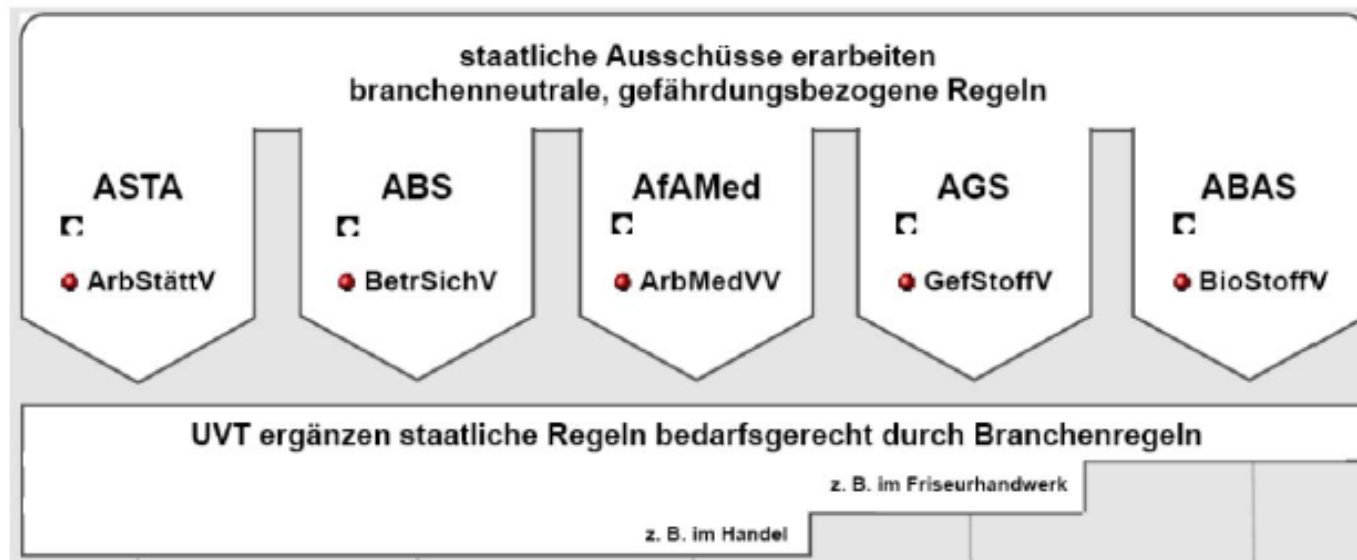 staatliche Ausschüsse erarbeiten
branchenneutrale, gefährdungsbezogene Regeln
ASTA
ABS
AfAMed
AGS
ABAS
ArbStättV
BetrSichV
ArbMedVV
GefStoffV
BioStoffV
UVT ergänzen staatliche Regeln bedarfsgerecht durch Branchenregeln
z. B. im Friseurhandwerk
z. B. im Handel